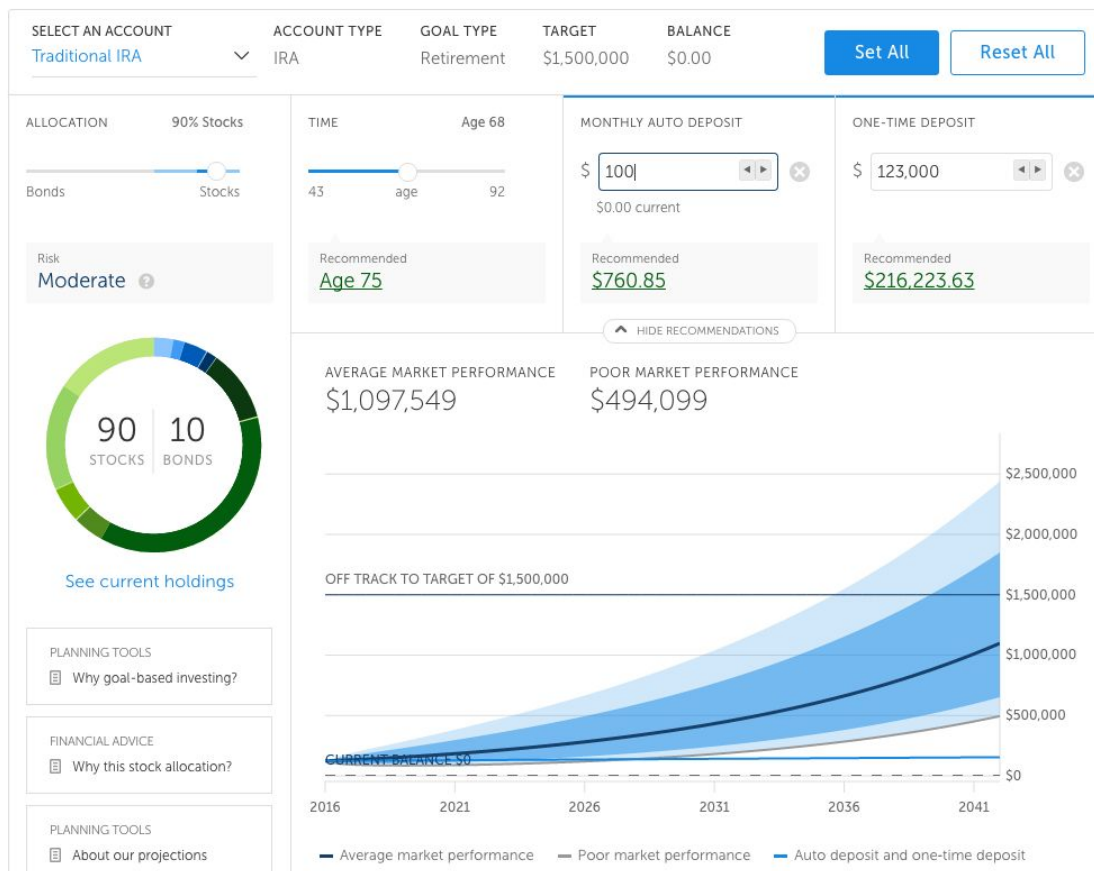 SELECT AN ACCOUNT
Traditional IRA
ACCOUNT TYPE
IRA
GOAL TYPE
Retirement
TARGET
$1,500,000
BALANCE
$0.00
Set All
Reset All
ALLOCATION 90% Stocks
Bonds Stocks
Risk
Moderate ?
TIME Age 68
43 age 92
Recommended
Age 75
MONTHLY AUTO DEPOSIT
$ 100
$0.00 current
Recommended
$760.85
ONE-TIME DEPOSIT
$ 123,000
Recommended
$216,223.63
HIDE RECOMMENDATIONS
90 10
STOCKS BONDS
See current holdings
PLANNING TOOLS
Why goal-based investing?
FINANCIAL ADVICE
Why this stock allocation?
PLANNING TOOLS
About our projections
AVERAGE MARKET PERFORMANCE
$1,097,549
POOR MARKET PERFORMANCE
$494,099
$2,500,000
$2,000,000
OFF TRACK TO TARGET OF $1,500,000
$1,500,000
$1,000,000
$500,000
CURRENT BALANCE $0
$0
2016 2021 2026 2031 2036 2041
Average market performance Poor market performance Auto deposit and one-time deposit